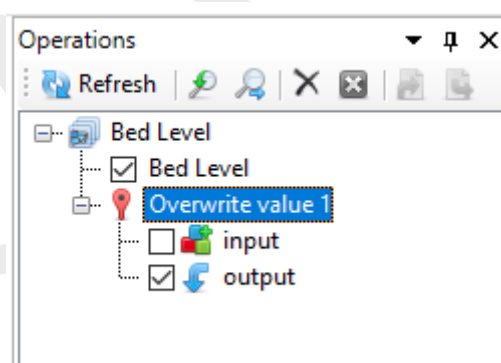 Operations
Refresh
Bed Level
Bed Level
Overwrite value 1
input
output